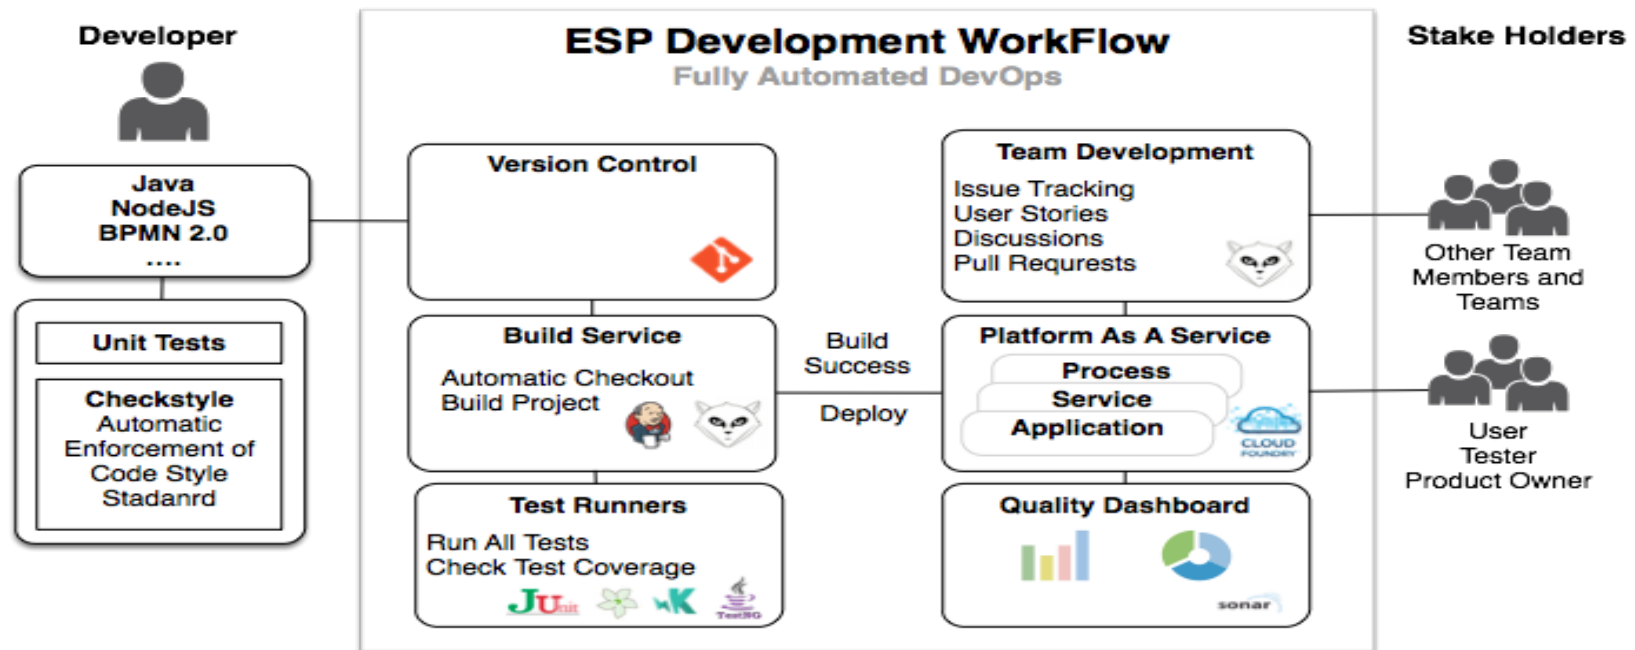 Developer
Java
NodeJS
BPMN 2.0
....
Unit Tests
Checkstyle
Automatic
Enforcement of
Code Style
Stadanrd
ESP Development WorkFlow
Fully Automated DevOps
Version Control
Build Service
Automatic Checkout
Build Project
Test Runners
Run All Tests
Check Test Coverage
JUnit
TestNG
Build
Success
Deploy
Team Development
Issue Tracking
User Stories
Discussions
Pull Requrests
Platform As A Service
Process
Service
Application
CLOUD
FOUNDRY
Quality Dashboard
sonar
Stake Holders
Other Team
Members and
Teams
User
Tester
Product Owner